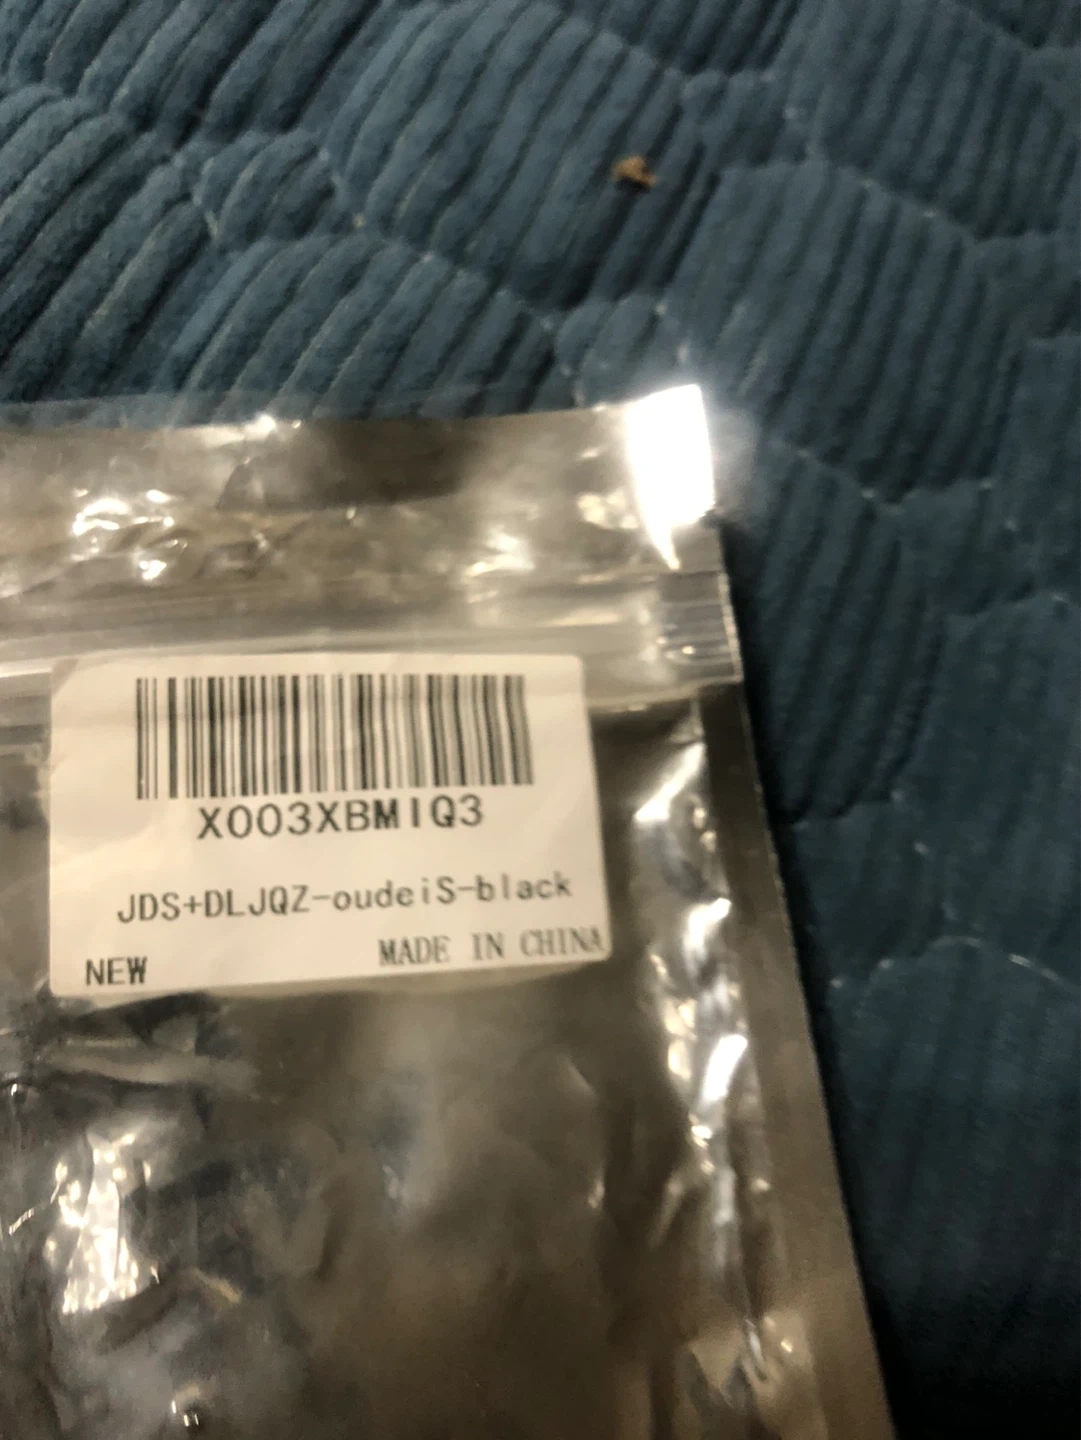 X003XBMIQ3
JDS+DLJQZ-oudeiS-black
MADE IN CHINA
NEW